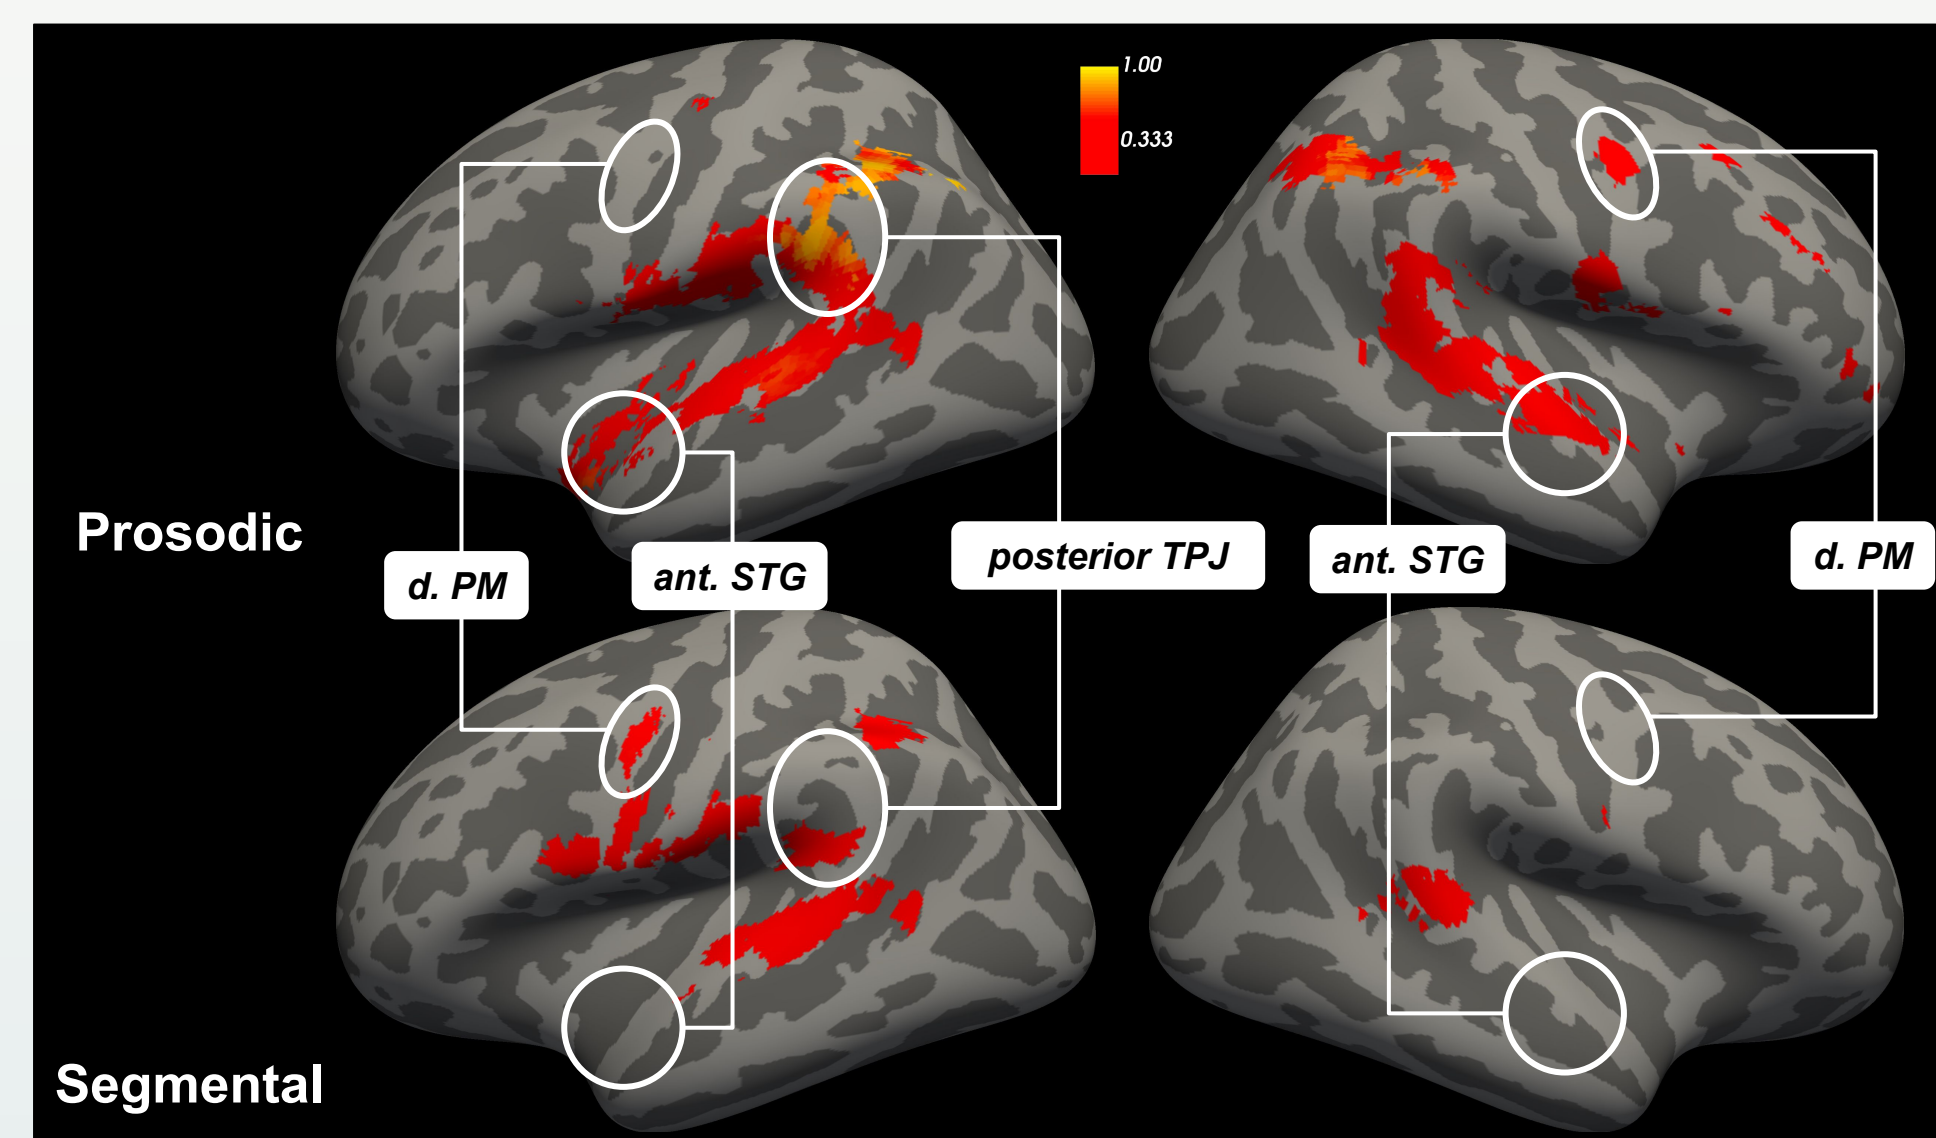 1.00
0.333
Prosodic
d. PM
ant. STG
posterior TPJ
ant. STG
d. PM
Segmental